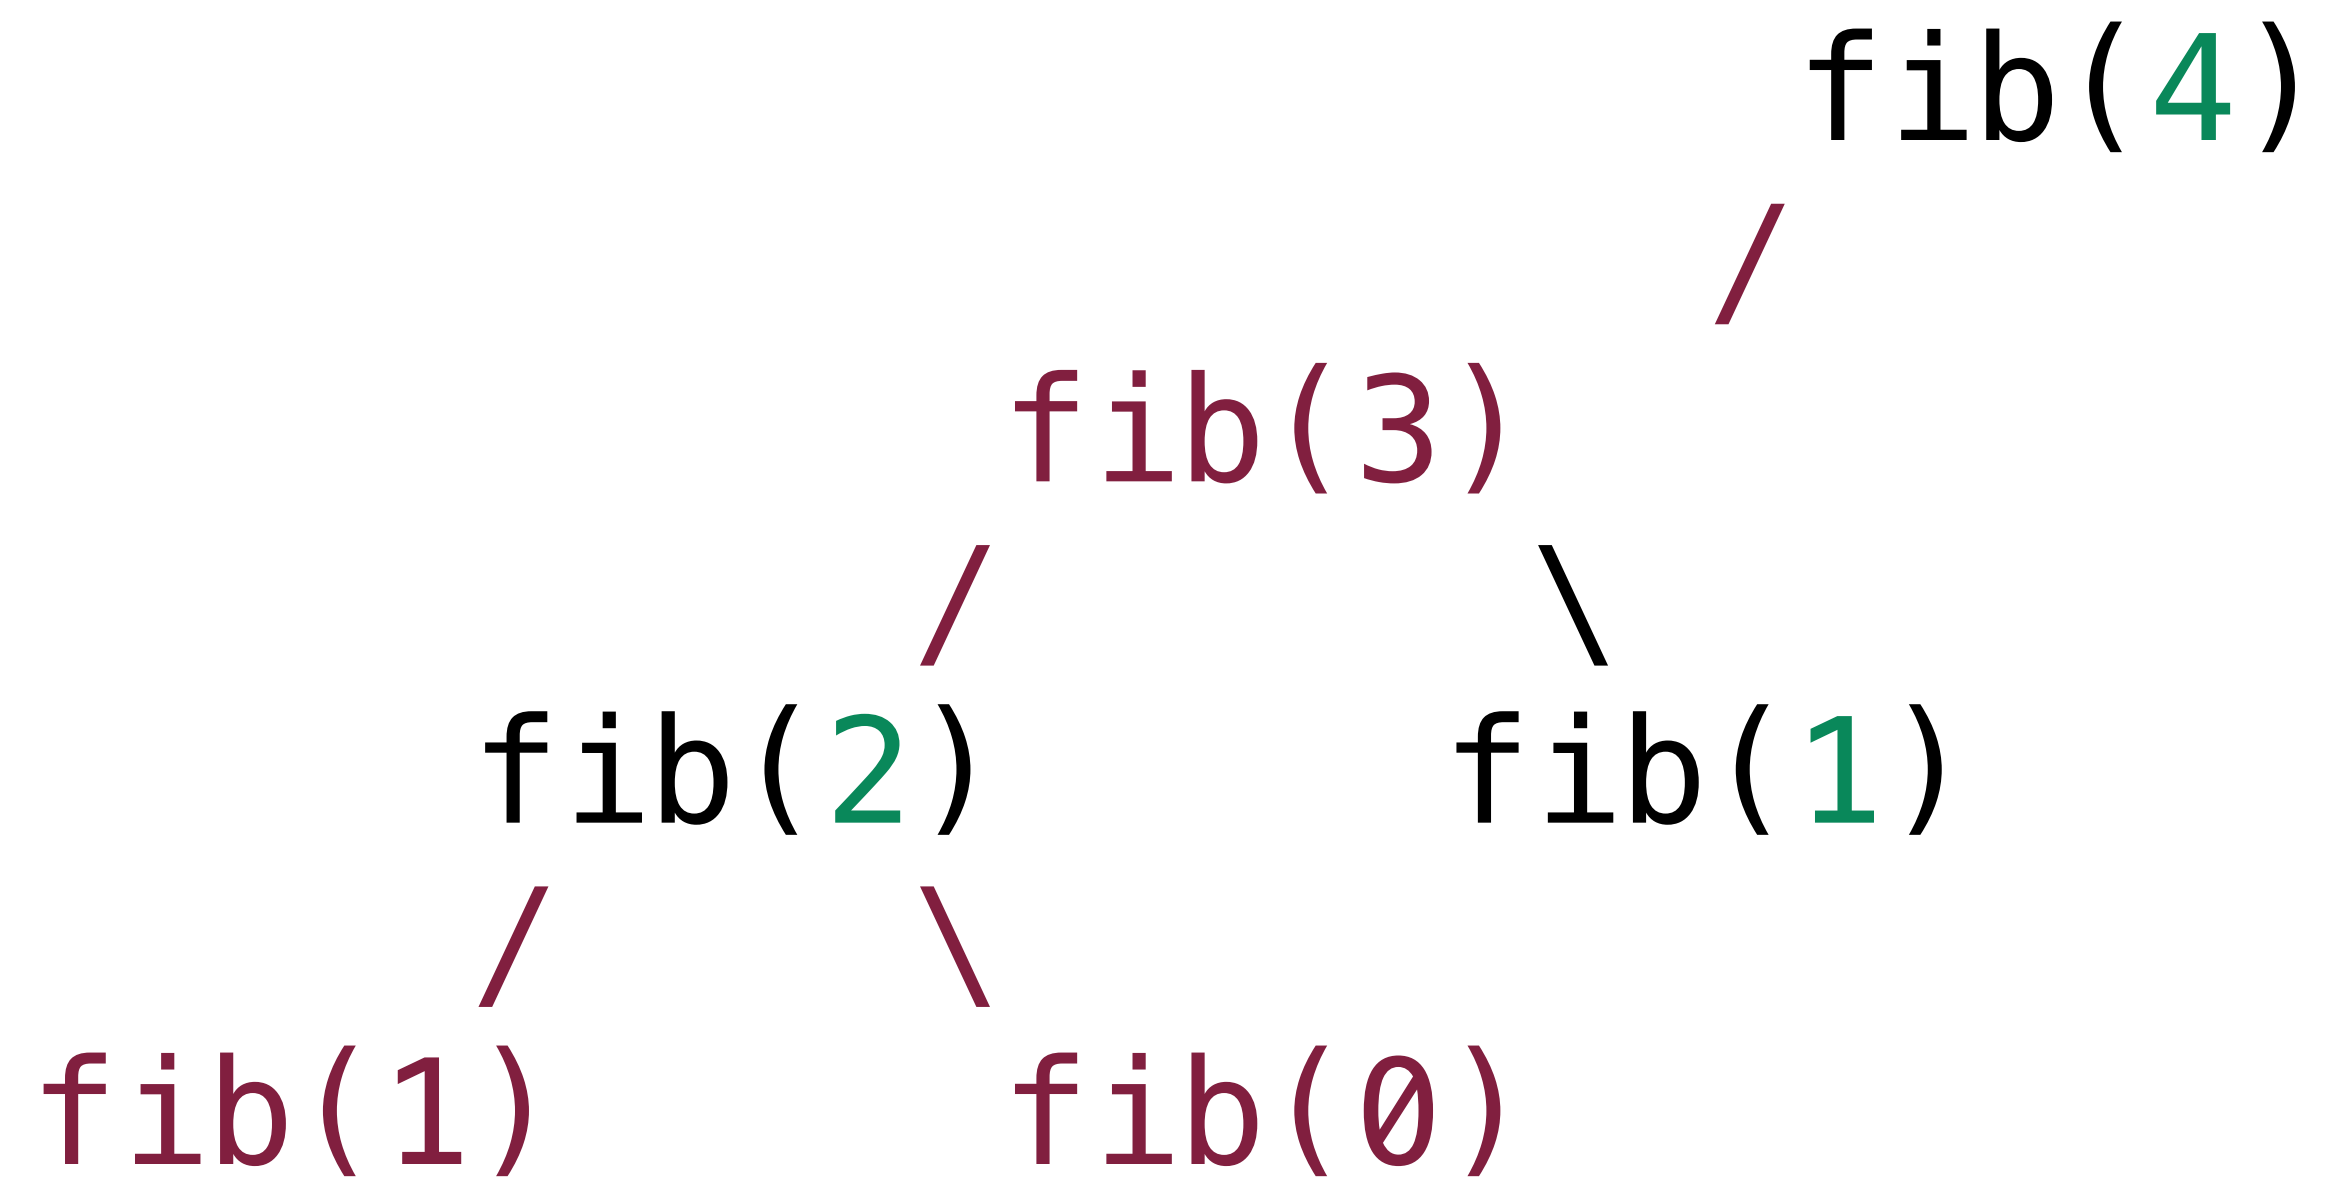 fib(4)
/
fib(3)
/ \
fib(2) fib(1)
/ \
fib(1) fib(0)